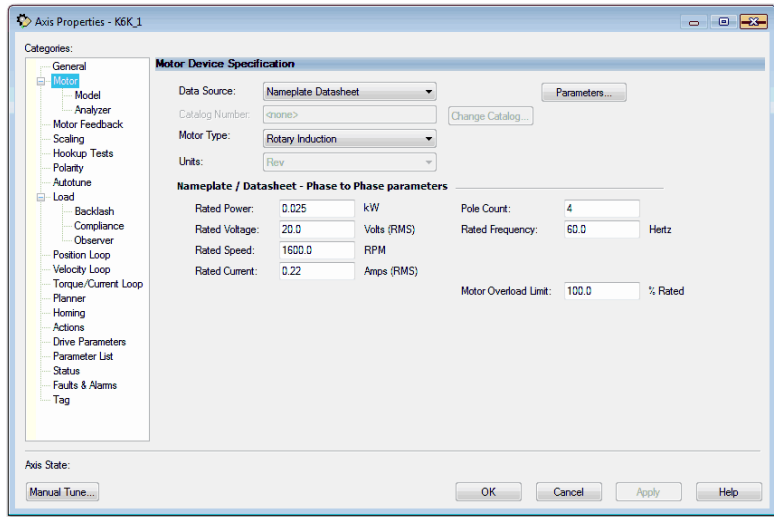 Axis Properties - K6K_1
Categories:
General
Motor
Model
Analyzer
Motor Feedback
Scaling
Hookup Tests
Polarity
Autotune
Load
Backlash
Compliance
Observer
Position Loop
Velocity Loop
Torque/Current Loop
Planner
Homing
Actions
Drive Parameters
Parameter List
Status
Faults & Alarms
Tag
Motor Device Specification
Data Source: Nameplate Datasheet Parameters...
Catalog Number: <none> Change Catalog...
Motor Type: Rotary Induction
Units: Rev
Nameplate / Datasheet - Phase to Phase parameters
Rated Power: 0.025 kW Pole Count: 4
Rated Voltage: 20.0 Volts (RMS) Rated Frequency: 60.0 Hertz
Rated Speed: 1600.0 RPM
Rated Current: 0.22 Amps (RMS)
Motor Overload Limit: 100.0 % Rated
Axis State:
Manual Tune... OK Cancel Apply Help